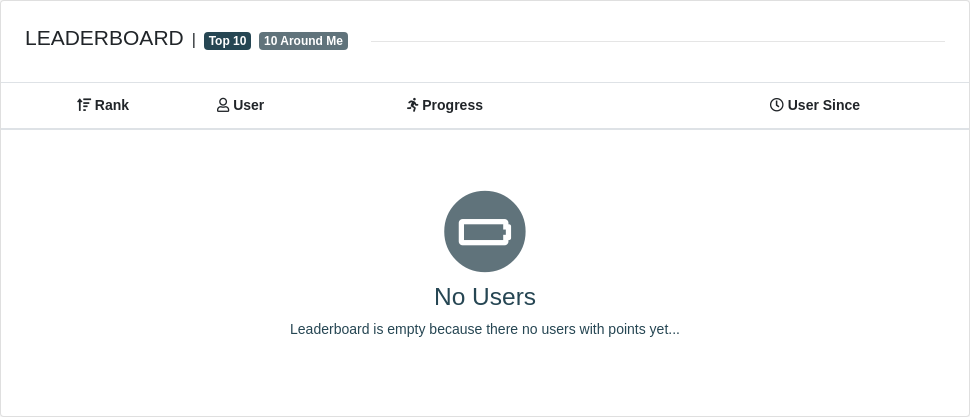 LEADERBOARD | Top 10 10 Around Me
Rank User Progress User Since
No Users
Leaderboard is empty because there no users with points yet...